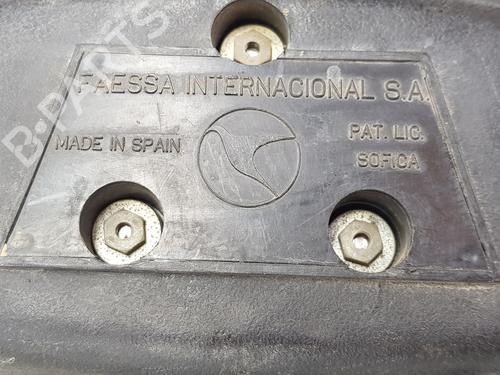 FAESSA INTERNACIONAL S.A.
MADE IN SPAIN
PAT. LIC.
SOFICA
B-PARTS